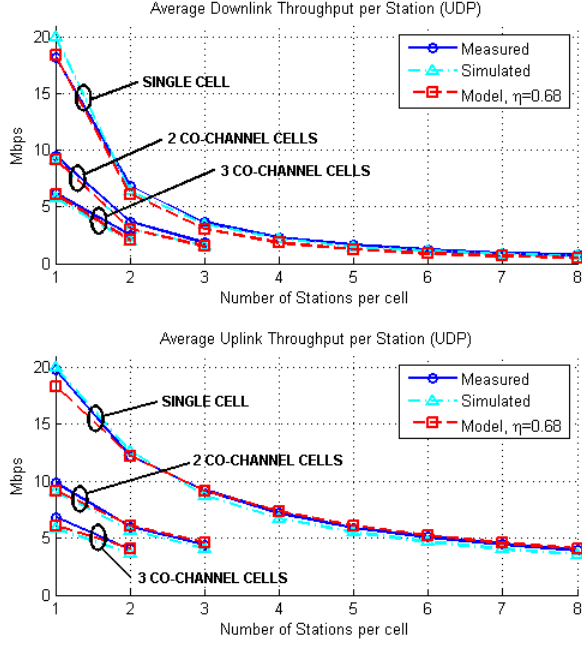 Average Downlink Throughput per Station (UDP)
20
15
10
5
0
Mbps
Measured
Simulated
Model, η=0.68
SINGLE CELL
2 CO-CHANNEL CELLS
3 CO-CHANNEL CELLS
1 2 3 4 5 6 7 8
Number of Stations per cell
Average Uplink Throughput per Station (UDP)
20
15
10
5
0
Mbps
Measured
Simulated
Model, η=0.68
SINGLE CELL
2 CO-CHANNEL CELLS
3 CO-CHANNEL CELLS
1 2 3 4 5 6 7 8
Number of Stations per cell